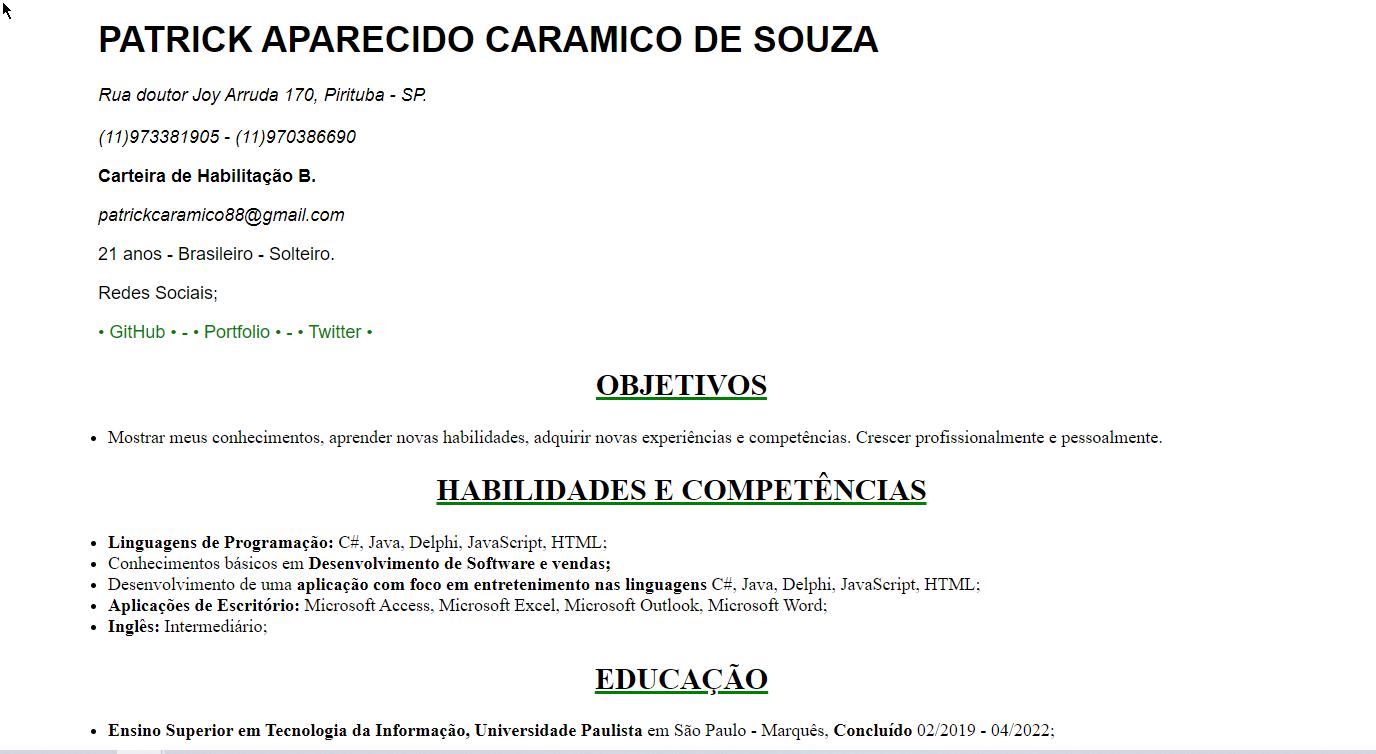 PATRICK APARECIDO CARAMICO DE SOUZA
Rua doutor Joy Arruda 170, Pirituba - SP.
(11)973381905 - (11)970386690
Carteira de Habilitação B.
patrickcaramico88@gmail.com
21 anos - Brasileiro - Solteiro.
Redes Sociais;
• GitHub • - • Portfolio • - • Twitter •
OBJETIVOS
• Mostrar meus conhecimentos, aprender novas habilidades, adquirir novas experiências e competências. Crescer profissionalmente e pessoalmente.
HABILIDADES E COMPETÊNCIAS
• Linguagens de Programação: C#, Java, Delphi, JavaScript, HTML;
• Conhecimentos básicos em Desenvolvimento de Software e vendas;
• Desenvolvimento de uma aplicação com foco em entretenimento nas linguagens C#, Java, Delphi, JavaScript, HTML;
• Aplicações de Escritório: Microsoft Access, Microsoft Excel, Microsoft Outlook, Microsoft Word;
• Inglês: Intermediário;
EDUCAÇÃO
• Ensino Superior em Tecnologia da Informação, Universidade Paulista em São Paulo - Marquês, Concluído 02/2019 - 04/2022;